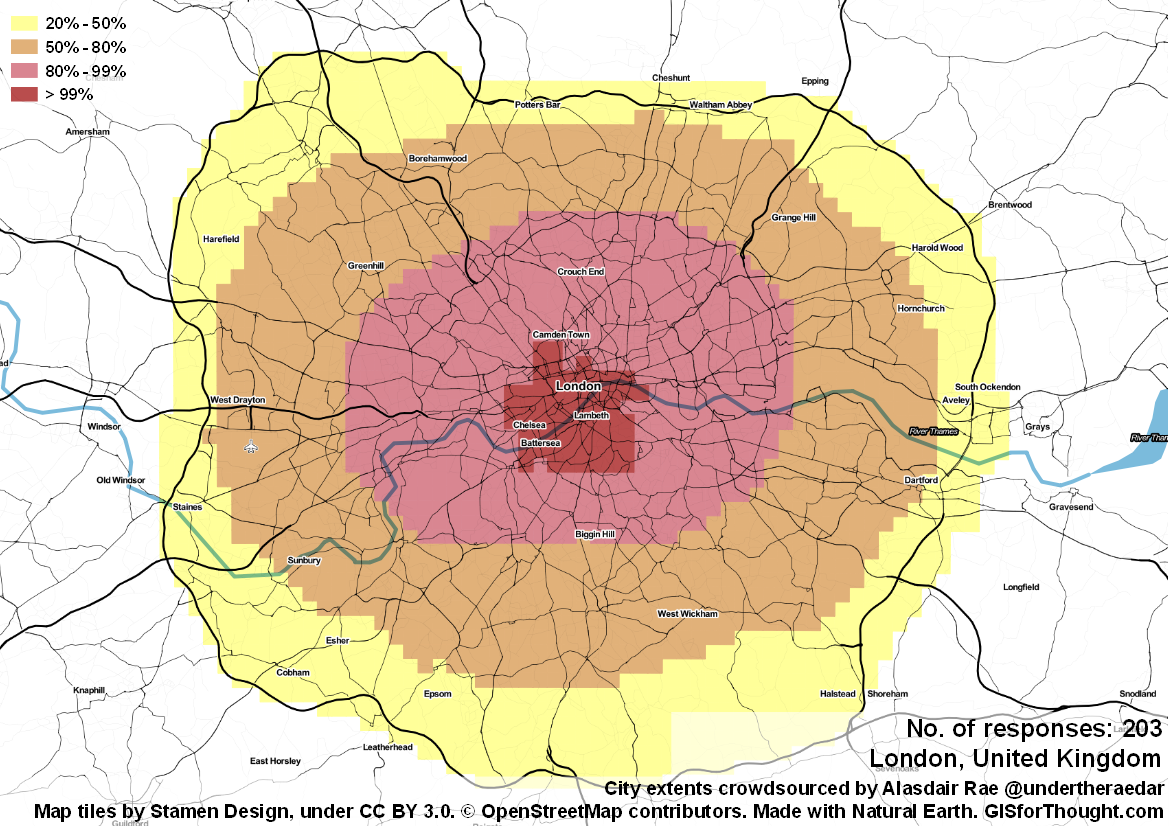 20% - 50%
50% - 80%
80% - 99%
> 99%
Cheshunt
Epping
Potters Bar
Waltham Abbey
Amersham
Borehamwood
Brentwood
Grange Hill
Harefield
Harold Wood
Greenhill
Crouch End
Hornchurch
Camden Town
London
South Ockendon
West Drayton
Aveley
Lambeth
Chelsea
Windsor
Grays
River Thames
River Tham
Battersea
Old Windsor
Dartford
Staines
Gravesend
Biggin Hill
Sunbury
Longfield
West Wickham
Esher
Cobham
Knaphill
Epsom
Halstead
Shoreham
Snodland
No. of responses: 203
Leatherhead
East Horsley
London, United Kingdom
Sevenoaks
City extents crowdsourced by Alasdair Rae @undertheraedar
Map tiles by Stamen Design, under CC BY 3.0. © OpenStreetMap contributors. Made with Natural Earth. GISforThought.com
Guildford